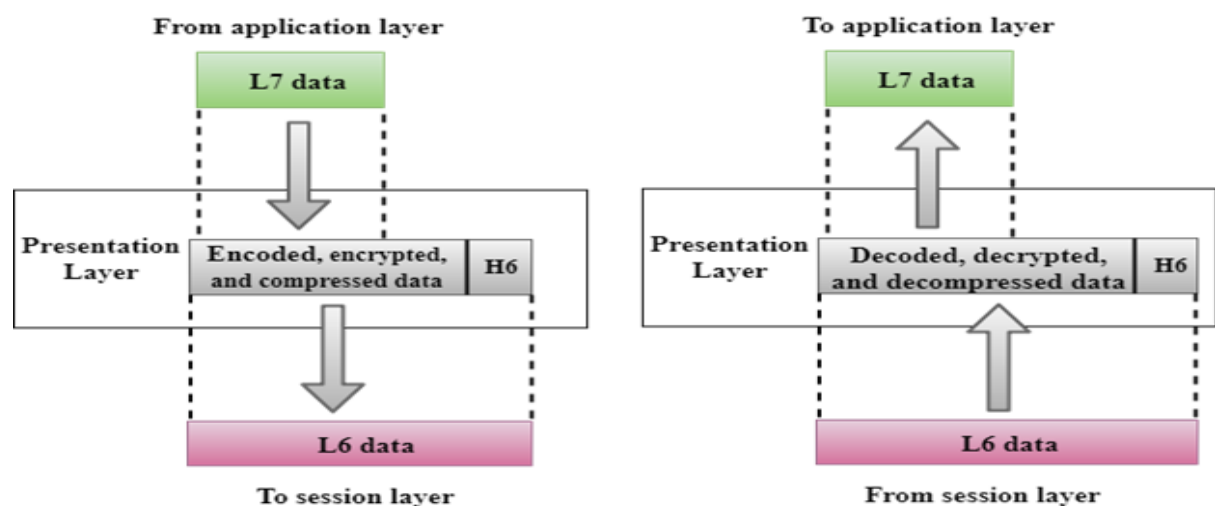 From application layer
L7 data
Presentation
Layer
Encoded, encrypted,
and compressed data
H6
L6 data
To session layer
To application layer
L7 data
Presentation
Layer
Decoded, decrypted,
and decompressed data
H6
L6 data
From session layer